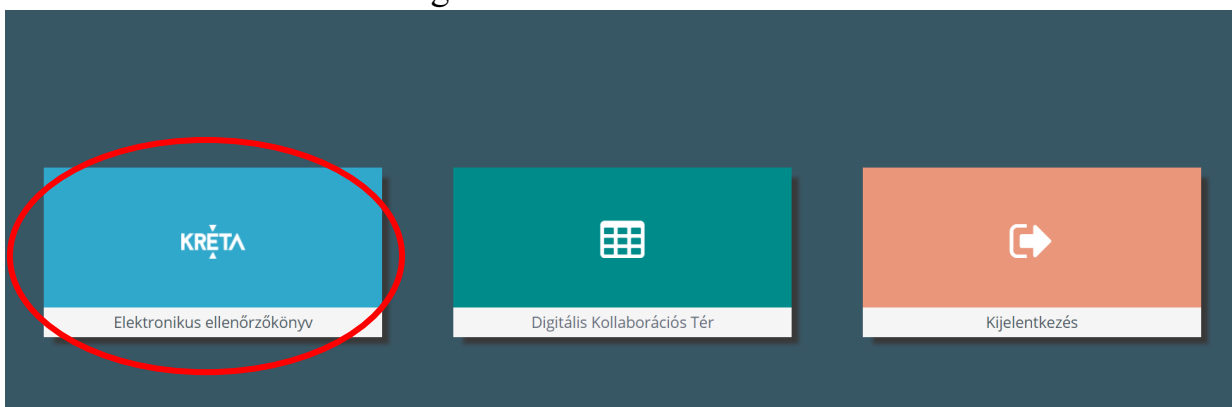 KRÉTA
Elektronikus ellenőrzőkönyv
Digitális Kollaborációs Tér
Kijelentkezés